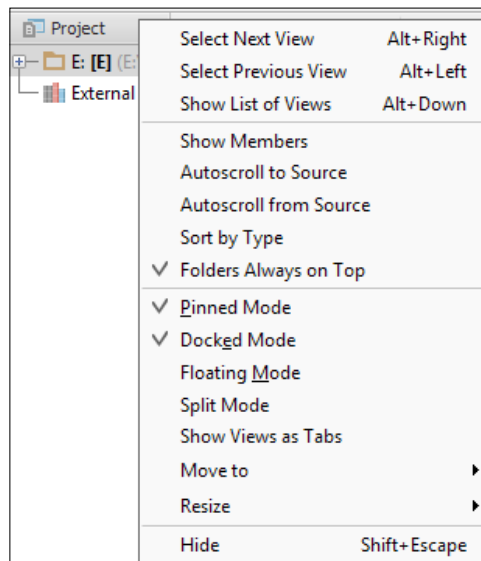 Project
E: [E] (E:\
External
Select Next View Alt+Right
Select Previous View Alt+Left
Show List of Views Alt+Down
Show Members
Autoscroll to Source
Autoscroll from Source
Sort by Type
Folders Always on Top
Pinned Mode
Docked Mode
Floating Mode
Split Mode
Show Views as Tabs
Move to
Resize
Hide Shift+Escape